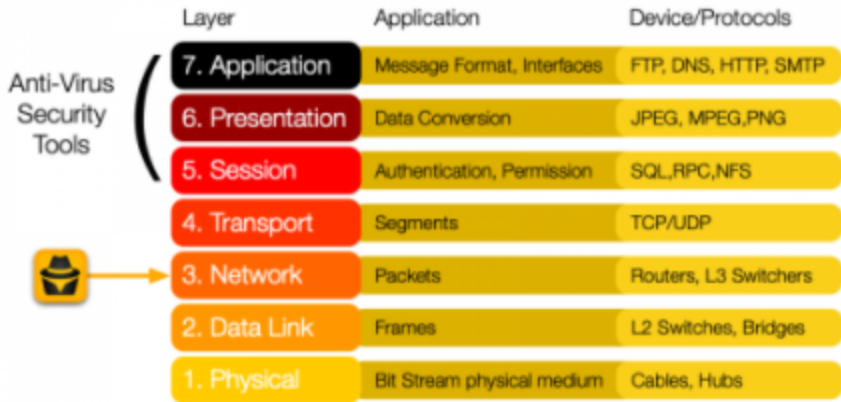 Layer Application Device/Protocols
7. Application Message Format, Interfaces FTP, DNS, HTTP, SMTP
Anti-Virus
Security
Tools
6. Presentation Data Conversion JPEG, MPEG,PNG
5. Session Authentication, Permission SQL,RPC,NFS
4. Transport Segments TCP/UDP
3. Network Packets Routers, L3 Switchers
2. Data Link Frames L2 Switches, Bridges
1. Physical Bit Stream physical medium Cables, Hubs